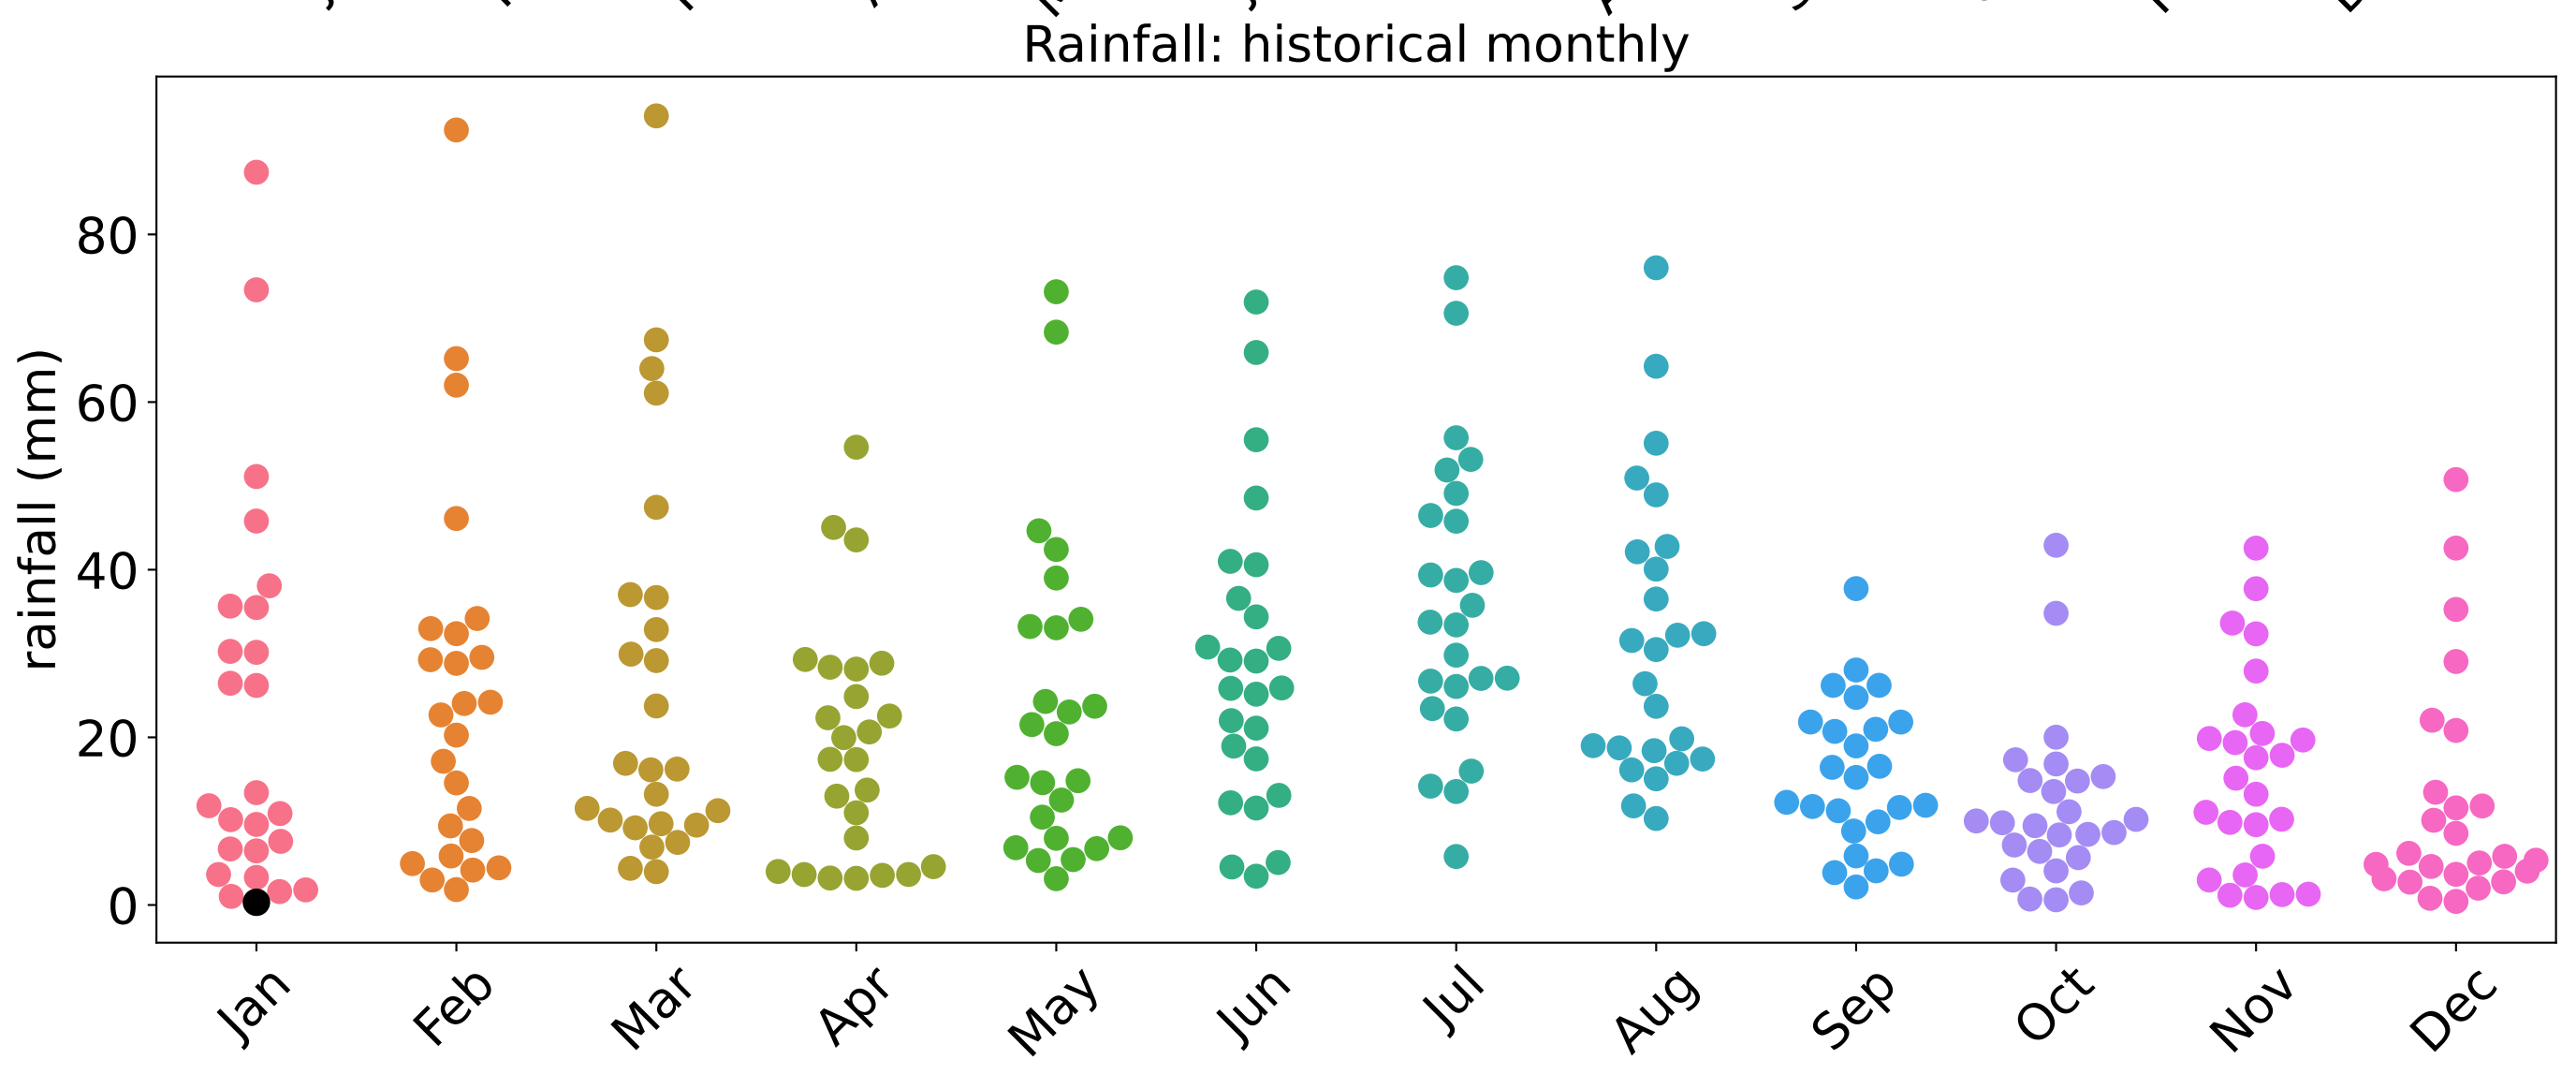 Rainfall: historical monthly
rainfall (mm)
80
60
40
20
0
Jan
Feb
Mar
Apr
May
Jun
Jul
Aug
Sep
Oct
Nov
Dec